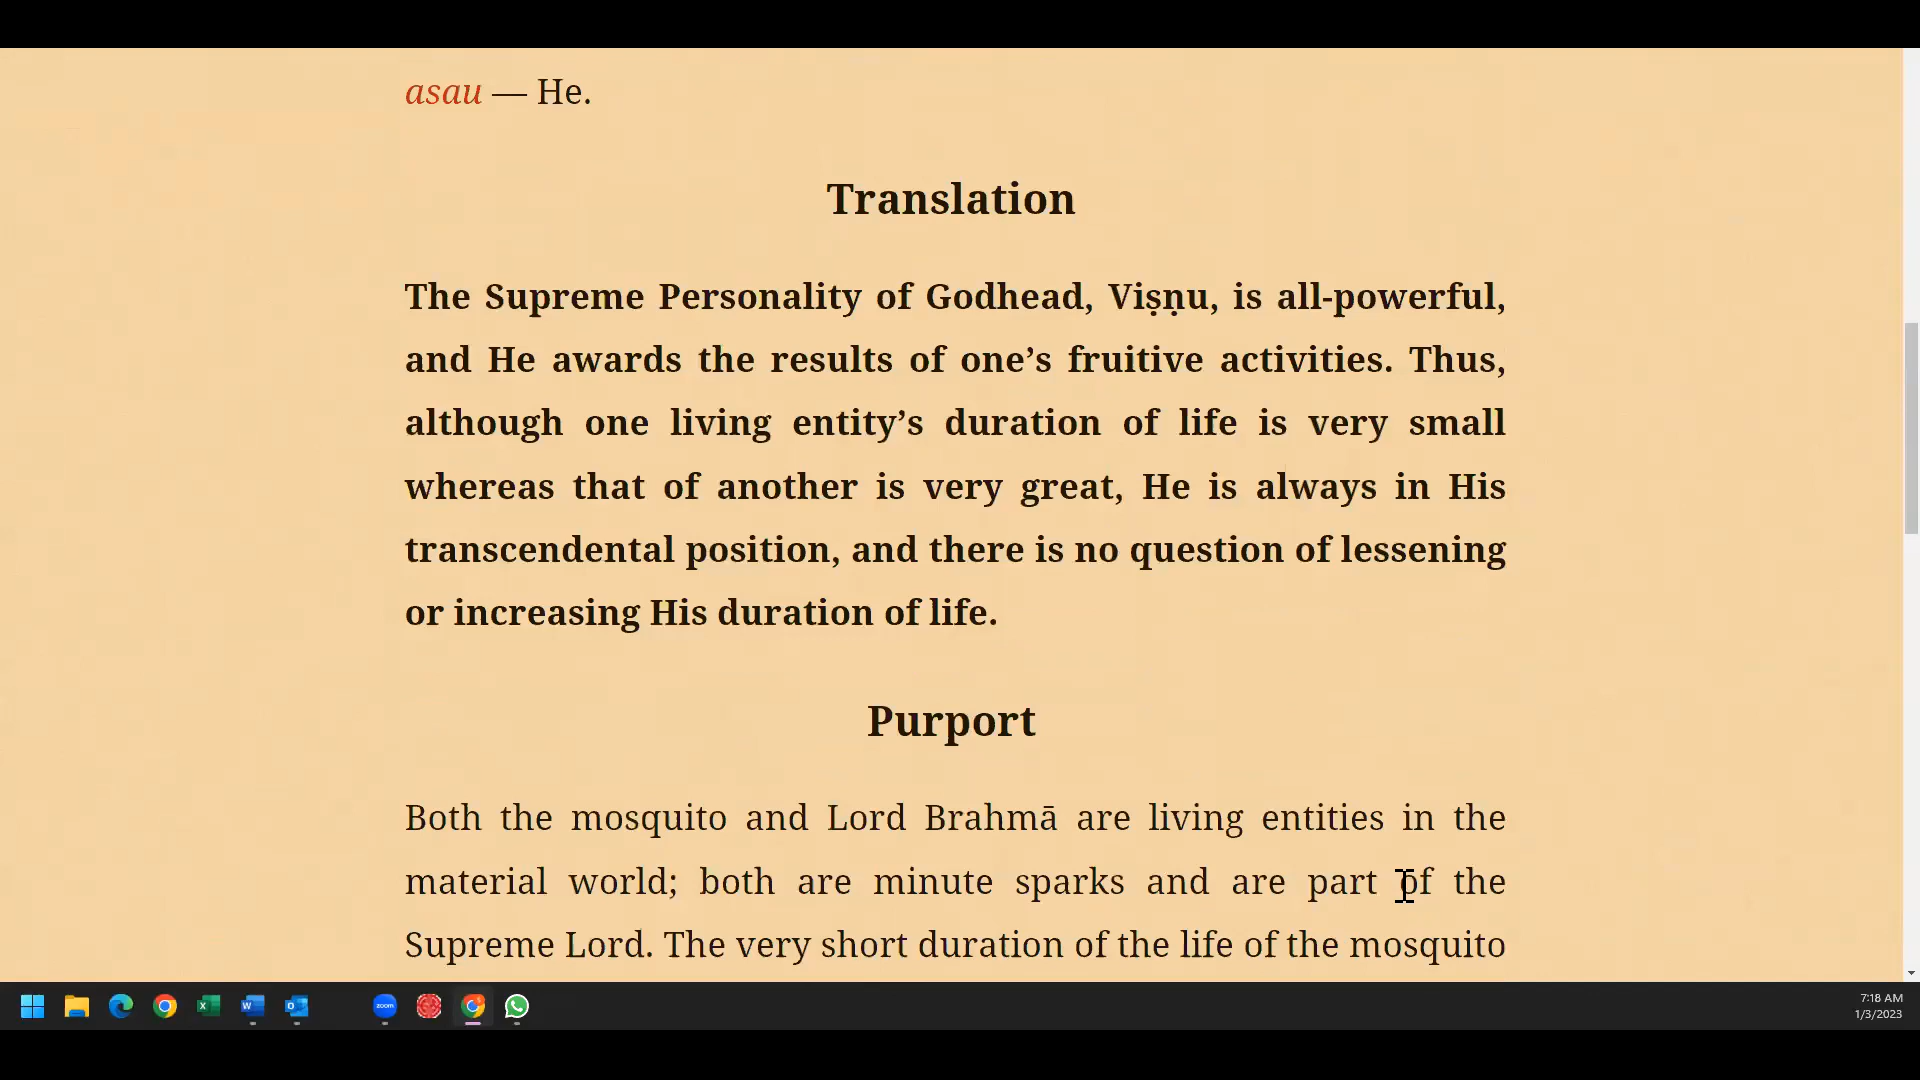 asau — He.
Translation
The Supreme Personality of Godhead, Viṣṇu, is all-powerful,
and He awards the results of one’s fruitive activities. Thus,
although one living entity’s duration of life is very small
whereas that of another is very great, He is always in His
transcendental position, and there is no question of lessening
or increasing His duration of life.
Purport
Both the mosquito and Lord Brahmā are living entities in the
material world; both are minute sparks and are part of the
Supreme Lord. The very short duration of the life of the mosquito
zoom
7:18 AM
1/3/2023